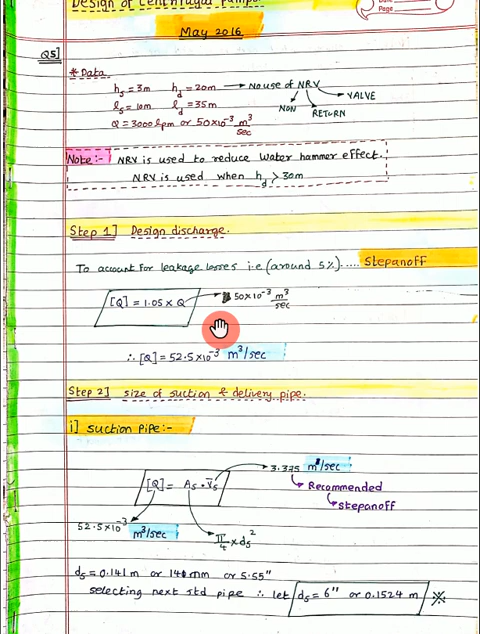 Design of Centrifugal Pump
Page
May 2016
Q5]
* Data
hs = 3m hd = 20m → No use of NRV
NON RETURN VALVE
ls = 10m ld = 35m
Q = 3000 lpm or 50×10⁻³ m³/sec
Note:- NRV is used to reduce water hammer effect.
NRV is used when hd > 30m
Step 1] Design discharge.
To account for leakage losses i.e (around 5%)..... Stepanoff
[Q] = 1.05 × Q → 50×10⁻³ m³/sec
∴ [Q] = 52.5×10⁻³ m³/sec
Step 2] size of suction & delivery pipe.
i] suction pipe:-
[Q] = As · V̄s → 3.375 m/sec
Recommended
stepanoff
52.5×10⁻³ m³/sec
π/4 × ds²
ds = 0.141 m or 141 mm or 5.55"
selecting next std pipe ∴ let ds = 6" or 0.1524 m ※